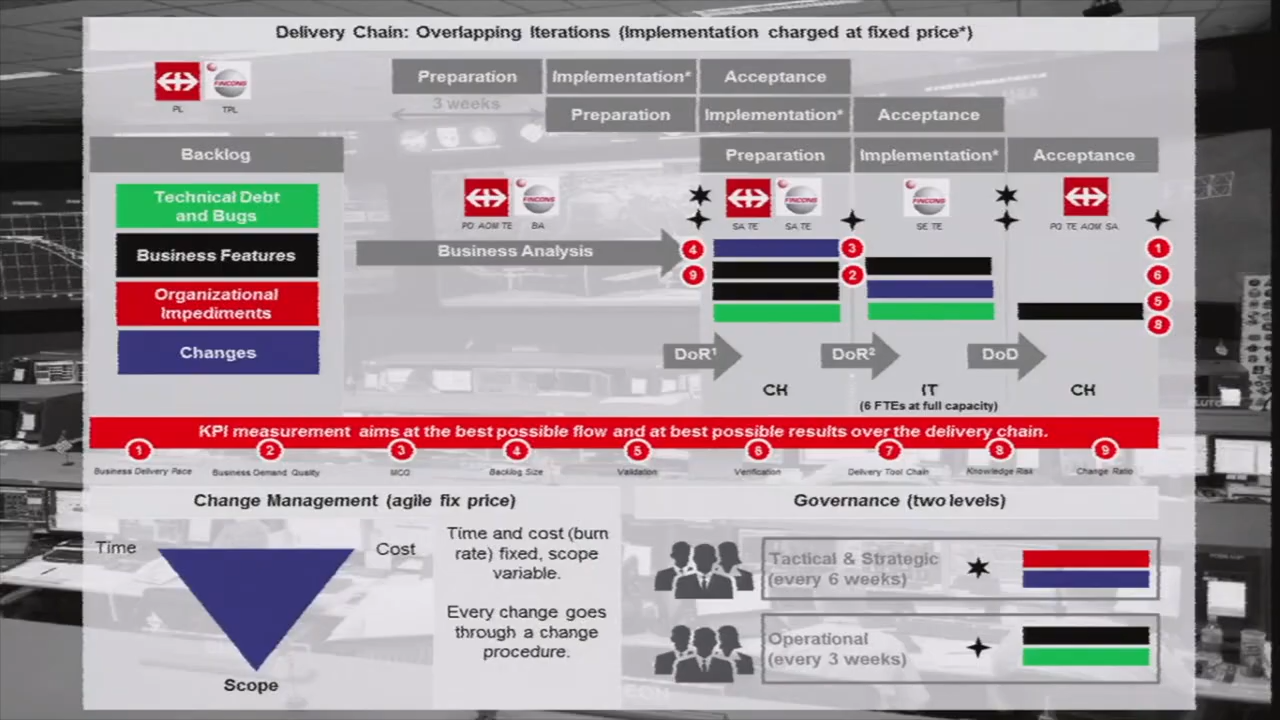 Delivery Chain: Overlapping Iterations (Implementation charged at fixed price*)
FINCONS
PL
TPL
Preparation
Implementation*
Acceptance
3 weeks
Preparation
Implementation*
Acceptance
Backlog
Preparation
Implementation*
Acceptance
Technical Debt
and Bugs
Business Features
Organizational
Impediments
Changes
FINCONS
PO AOM TE
BA
Business Analysis
FINCONS
SA TE
SA TE
FINCONS
SE TE
PO TE AOM SA
4
9
3
2
1
6
5
8
DoR¹
DoR²
DoD
CH
IT
(6 FTEs at full capacity)
CH
KPI measurement aims at the best possible flow and at best possible results over the delivery chain.
1
2
3
4
5
6
7
8
9
Business Delivery Pace
Business Demand Quality
Backlog Size
Validation
Verification
Delivery Tool Chain
Knowledge Risk
Change Ratio
Change Management (agile fix price)
Time
Cost
Scope
Time and cost (burn
rate) fixed, scope
variable.
Every change goes
through a change
procedure.
Governance (two levels)
Tactical & Strategic
(every 6 weeks)
Operational
(every 3 weeks)